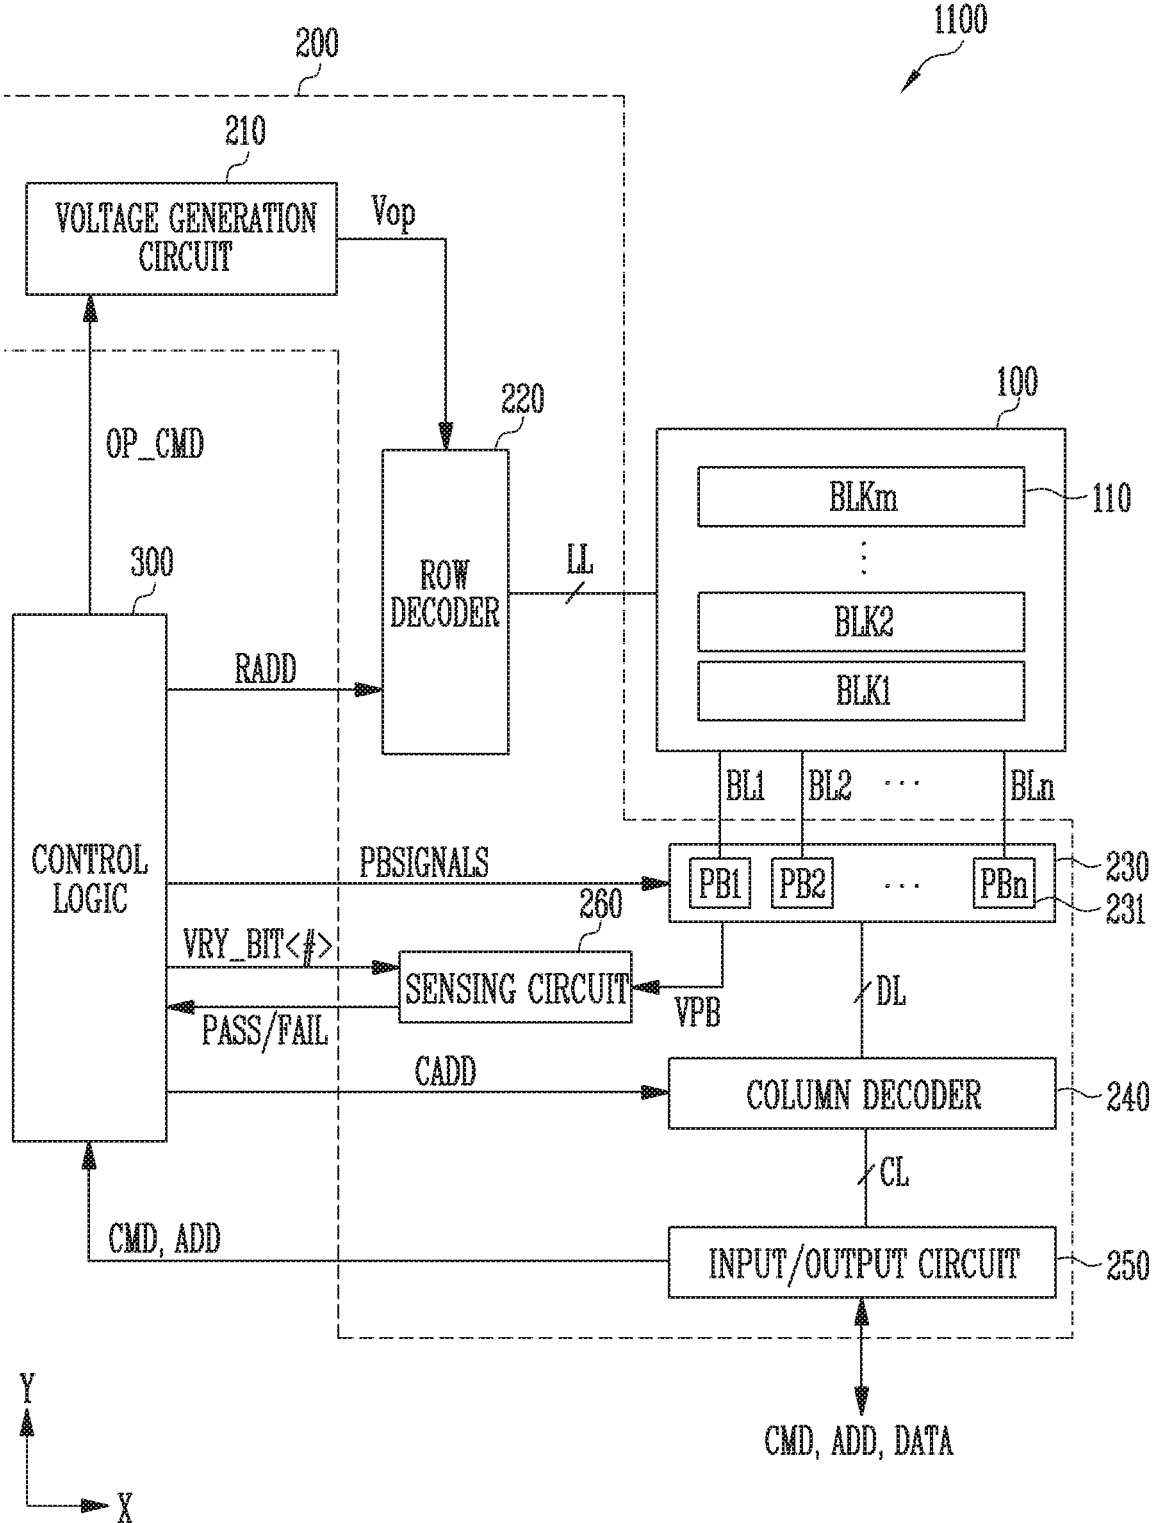 1100
200
210
VOLTAGE GENERATION
CIRCUIT
Vop
OP_CMD
220
ROW
DECODER
100
BLKm
110
⋮
BLK2
BLK1
LL
300
CONTROL
LOGIC
RADD
BL1
BL2
...
BLn
PBSIGNALS
PB1
PB2
...
PBn
230
231
260
VRY_BIT<#>
SENSING CIRCUIT
PASS/FAIL
VPB
DL
CADD
COLUMN DECODER
240
CL
CMD, ADD
INPUT/OUTPUT CIRCUIT
250
CMD, ADD, DATA
Y
X